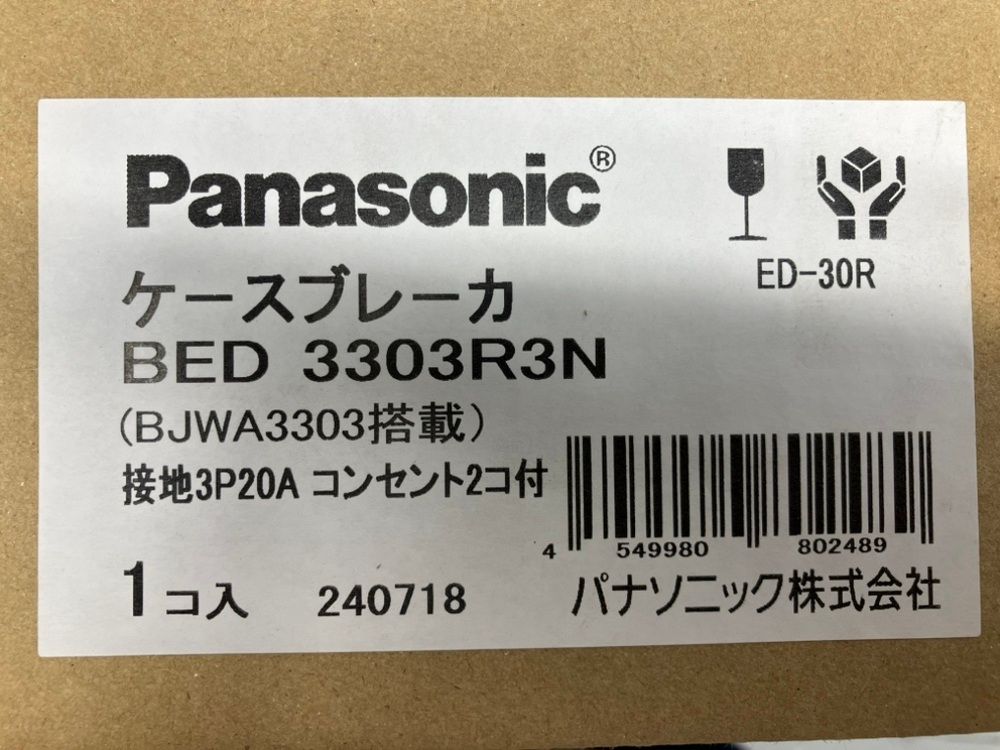 Panasonic®
ED-30R
ケースブレーカ
BED 3303R3N
(BJWA3303搭載)
接地3P20A コンセント2コ付
4 549980 802489
1コ入 240718
パナソニック株式会社